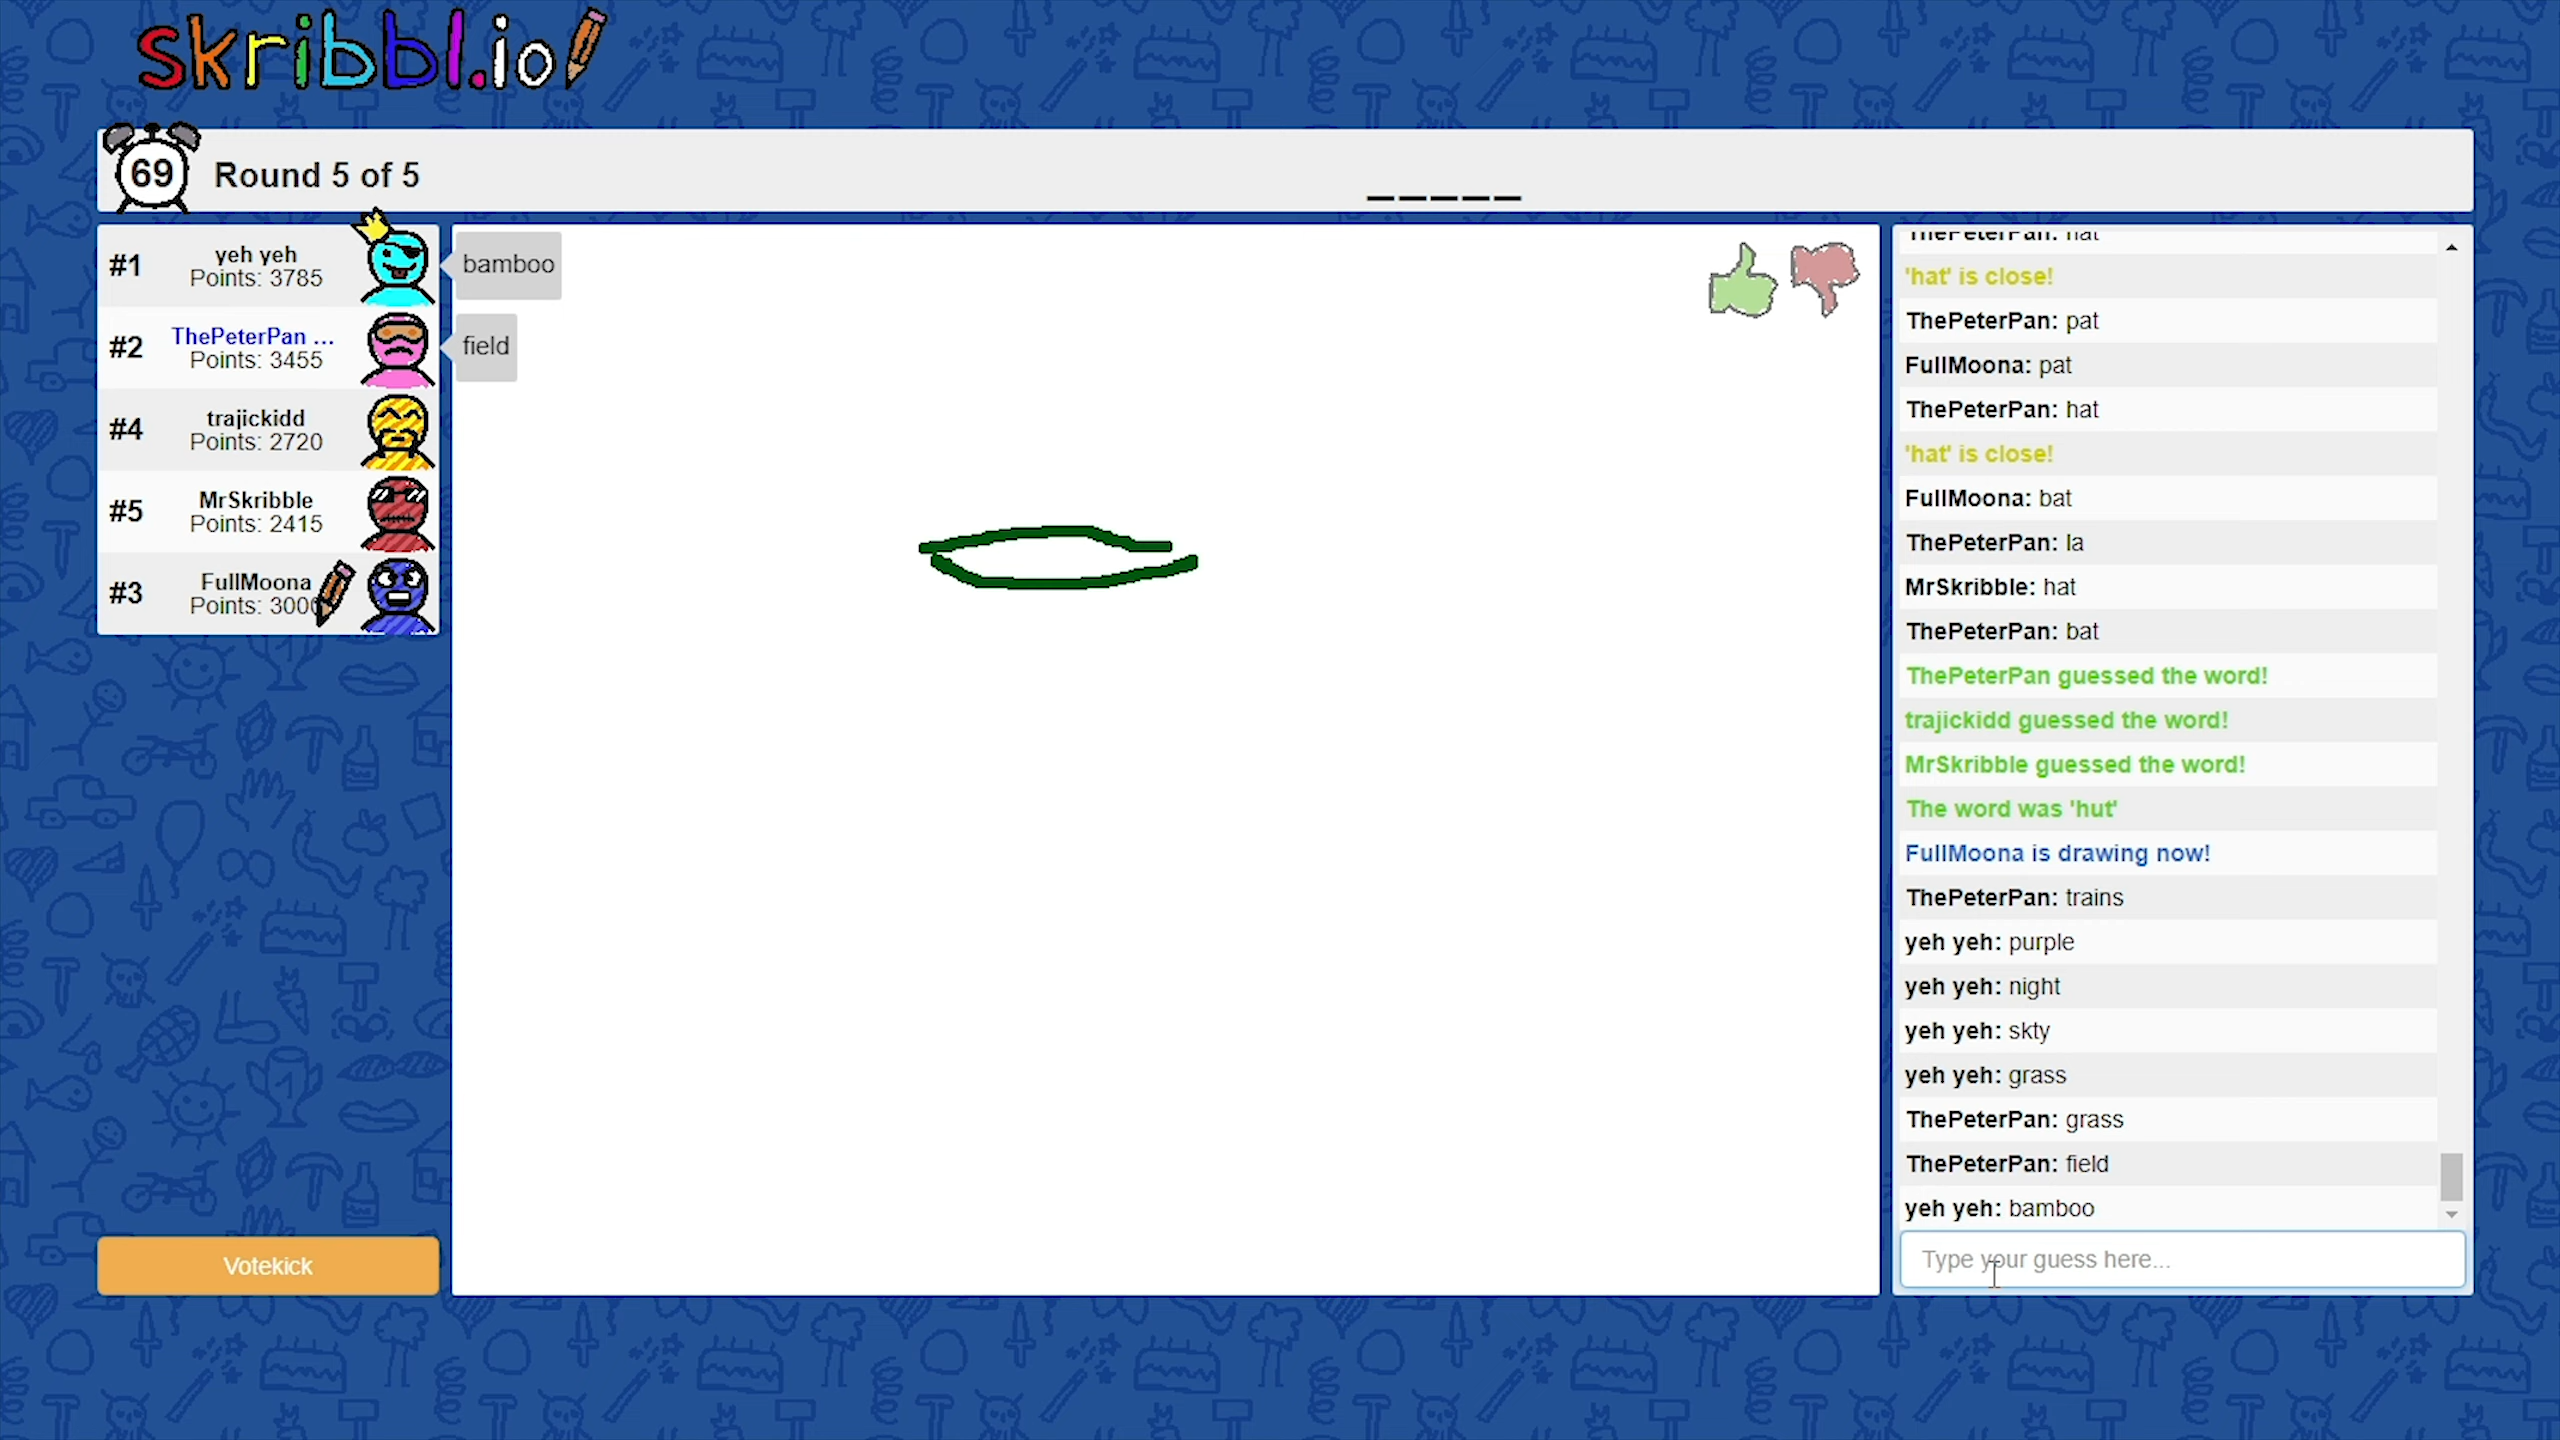 skribbl.io
69 Round 5 of 5
_ _ _ _ _
#1 yeh yeh
Points: 3785
bamboo
#2 ThePeterPan ...
Points: 3455
field
#4 trajickidd
Points: 2720
#5 MrSkribble
Points: 2415
#3 FullMoona
Points: 3000
Votekick
ThePeterPan: hat
'hat' is close!
ThePeterPan: pat
FullMoona: pat
ThePeterPan: hat
'hat' is close!
FullMoona: bat
ThePeterPan: la
MrSkribble: hat
ThePeterPan: bat
ThePeterPan guessed the word!
trajickidd guessed the word!
MrSkribble guessed the word!
The word was 'hut'
FullMoona is drawing now!
ThePeterPan: trains
yeh yeh: purple
yeh yeh: night
yeh yeh: skty
yeh yeh: grass
ThePeterPan: grass
ThePeterPan: field
yeh yeh: bamboo
Type your guess here...